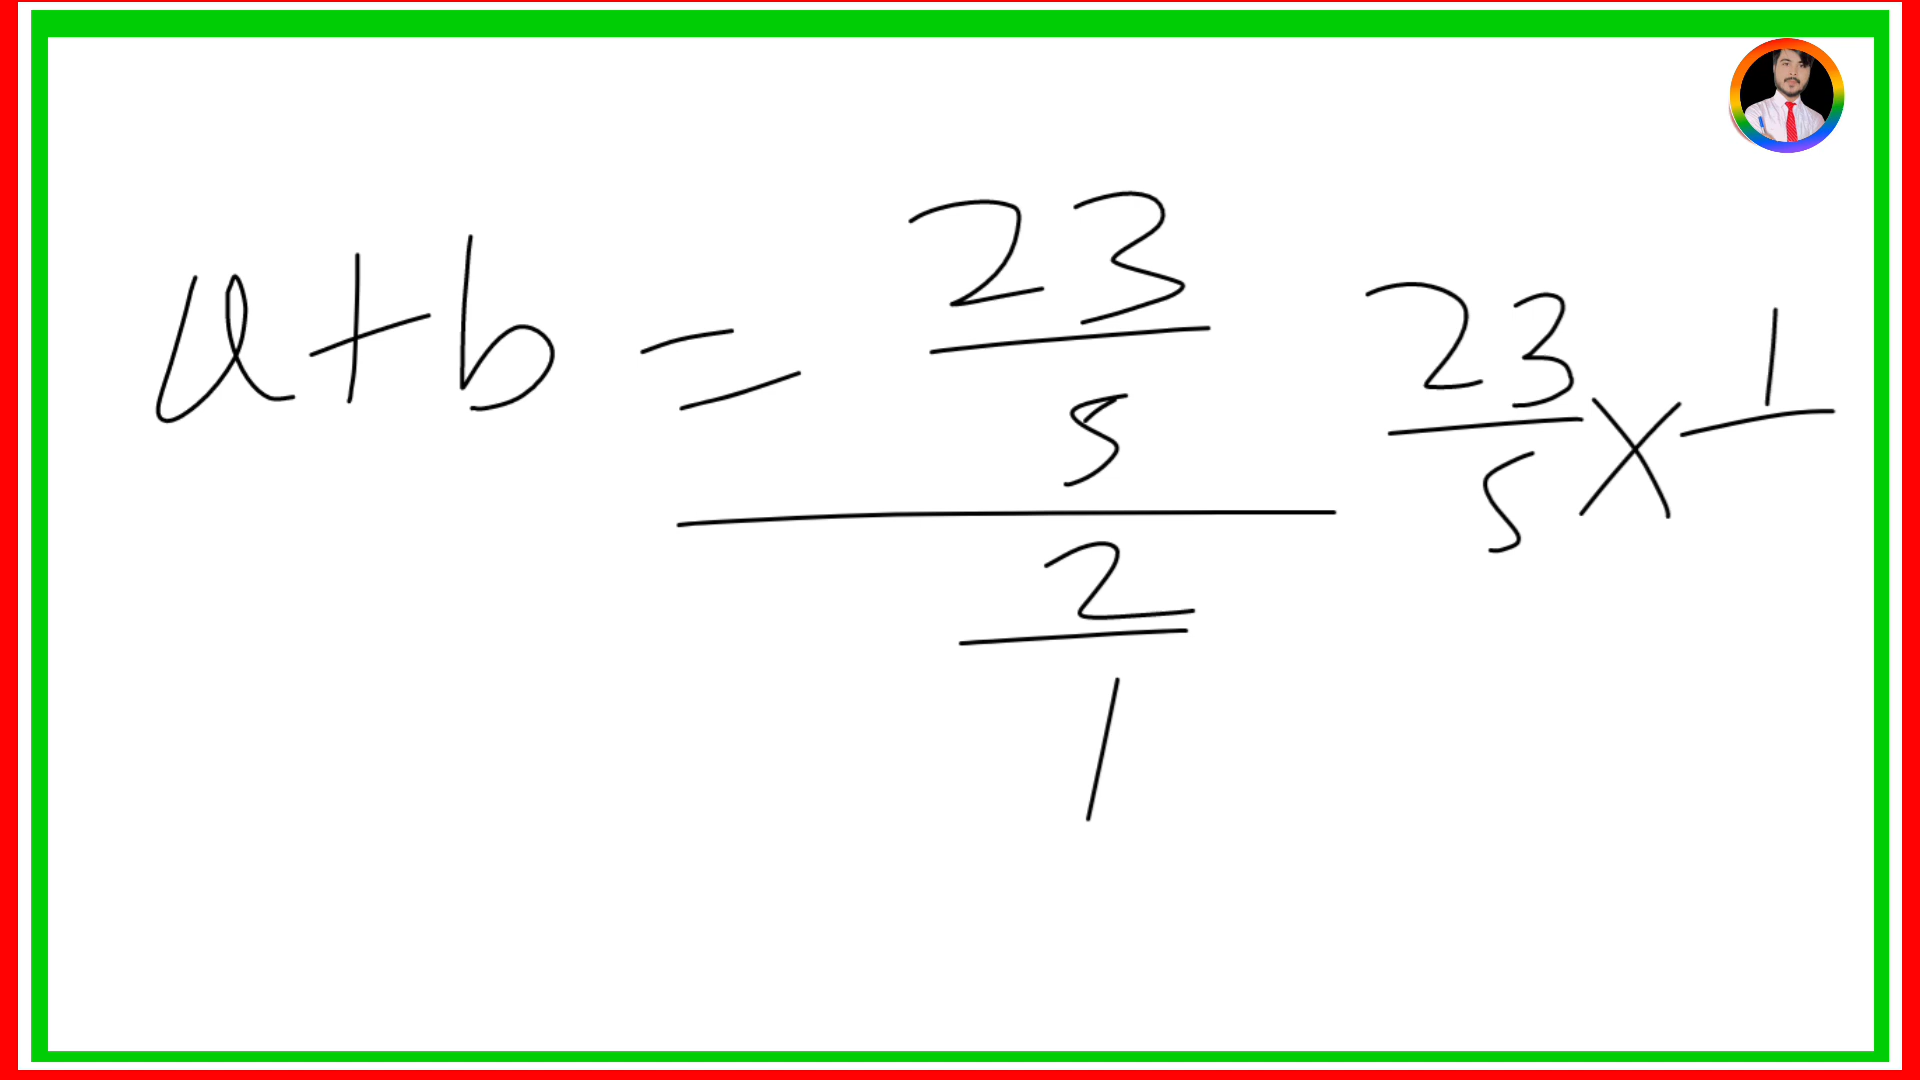 a+b = 23/5 23/5 × 1/
2/1